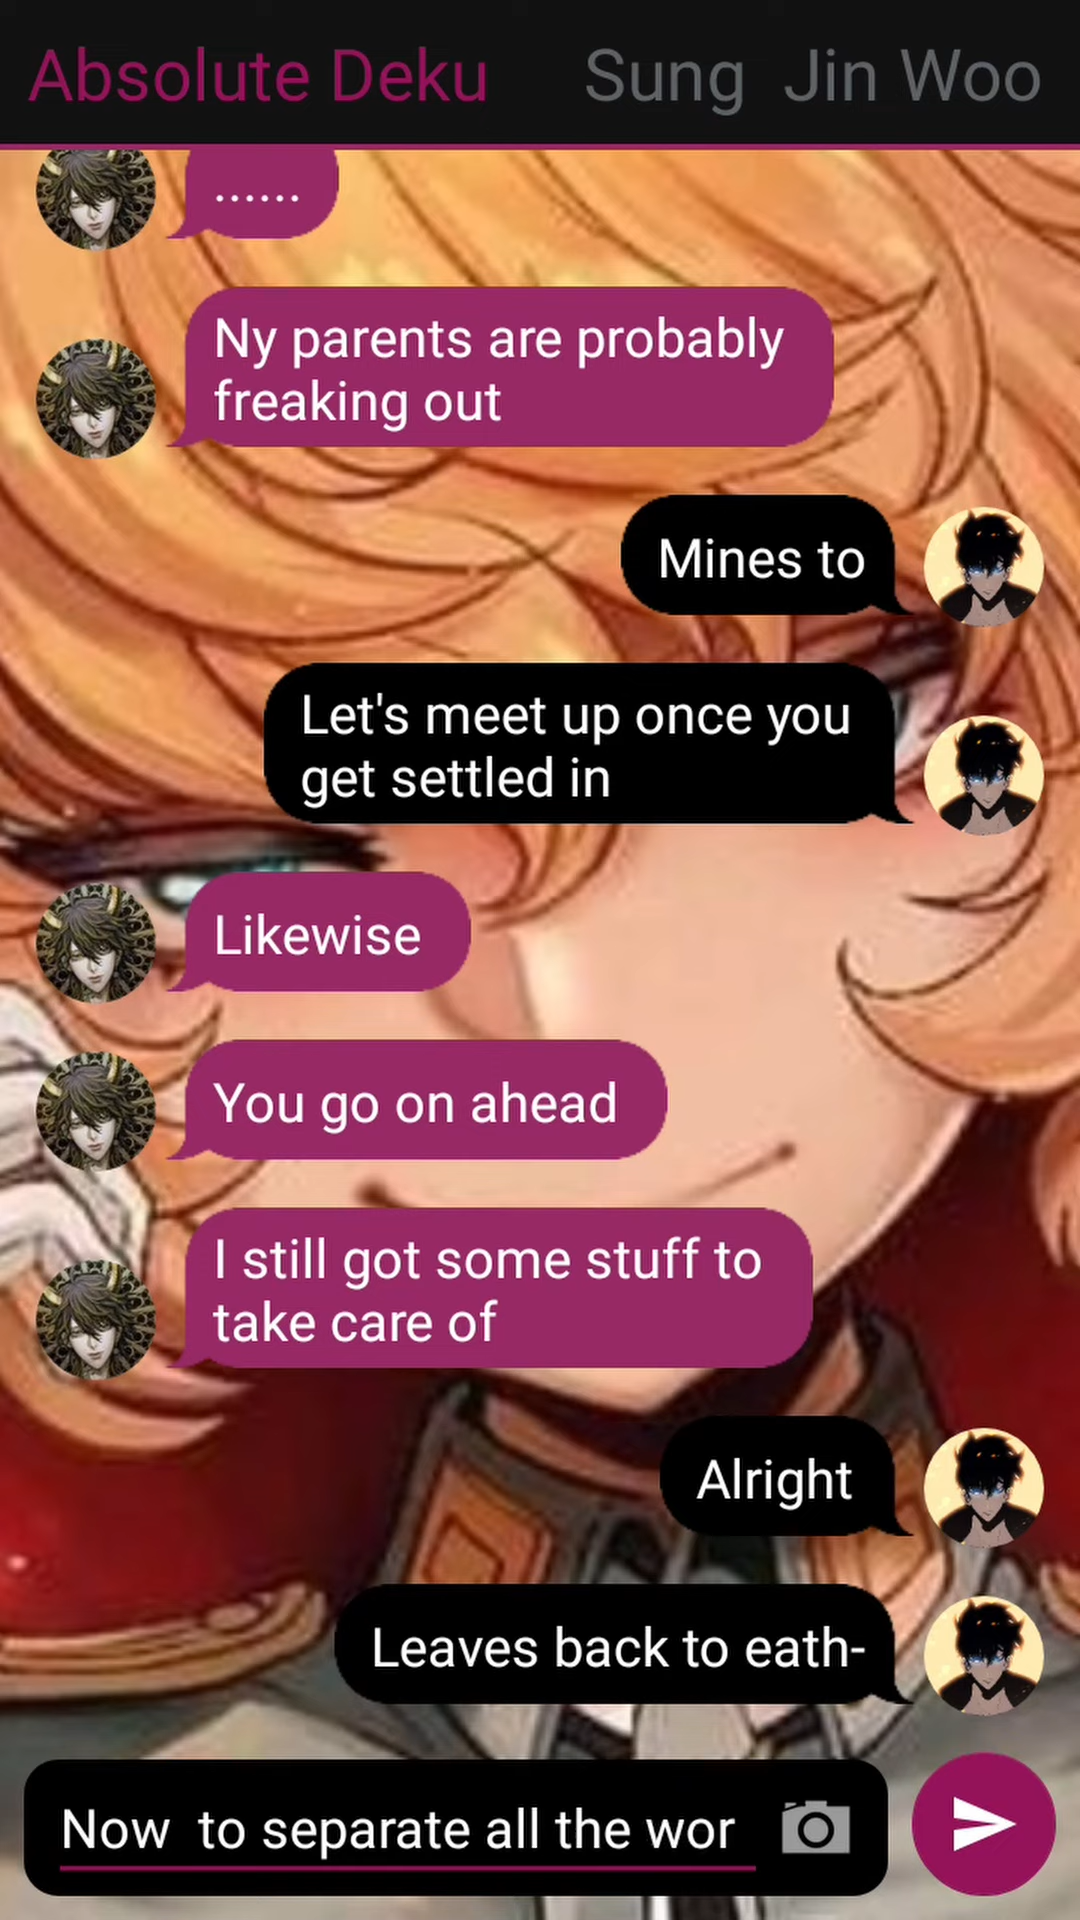 Absolute Deku Sung Jin Woo
......
Ny parents are probably
freaking out
Mines to
Let's meet up once you
get settled in
Likewise
You go on ahead
I still got some stuff to
take care of
Alright
Leaves back to eath-
Now to separate all the wor